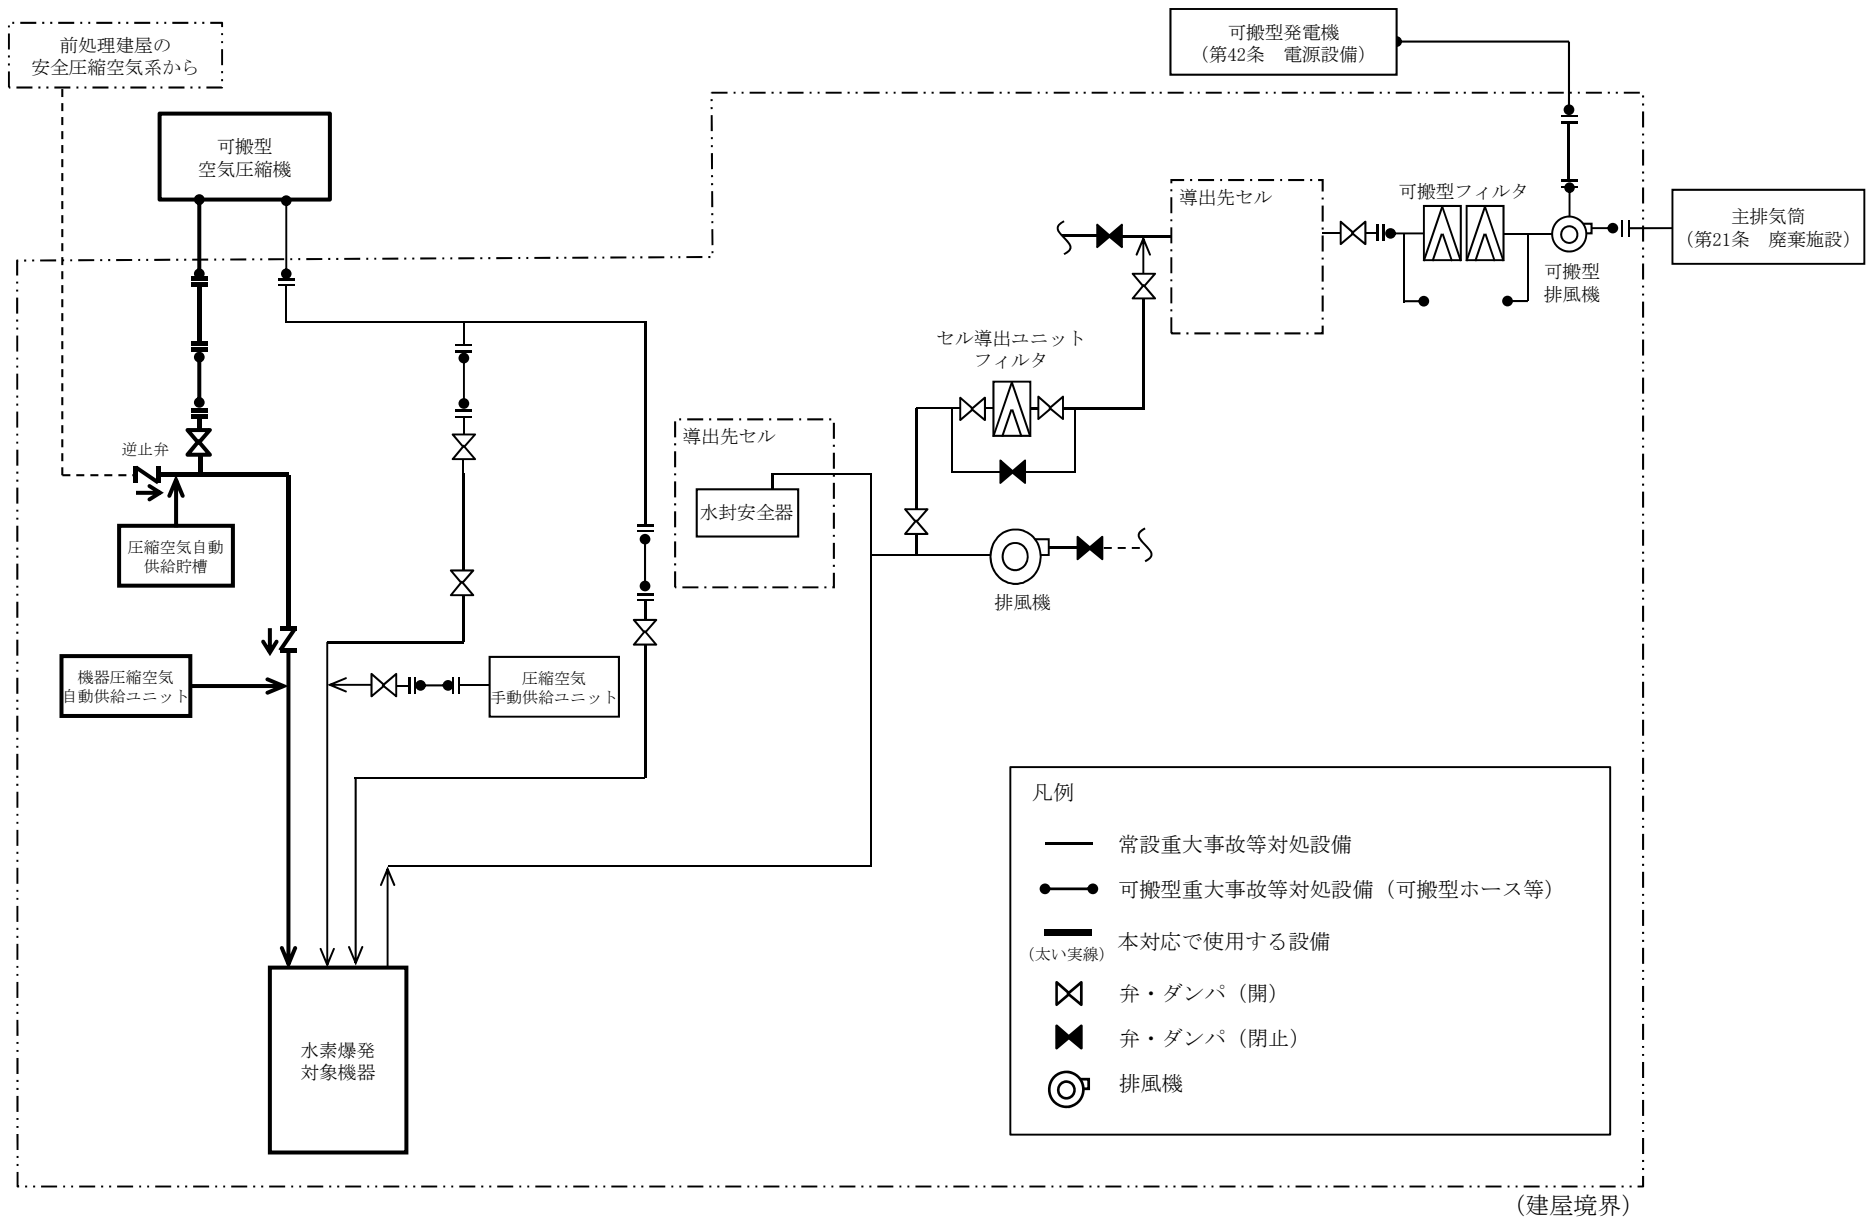 前処理建屋の
安全圧縮空気系から
可搬型発電機
（第42条　電源設備）
可搬型
空気圧縮機
導出先セル
可搬型フィルタ
主排気筒
（第21条　廃棄施設）
可搬型
排風機
セル導出ユニット
フィルタ
導出先セル
水封安全器
逆止弁
圧縮空気自動
供給貯槽
排風機
機器圧縮空気
自動供給ユニット
圧縮空気
手動供給ユニット
水素爆発
対象機器
凡例
常設重大事故等対処設備
可搬型重大事故等対処設備（可搬型ホース等）
本対応で使用する設備
（太い実線）
弁・ダンパ（開）
弁・ダンパ（閉止）
排風機
（建屋境界）